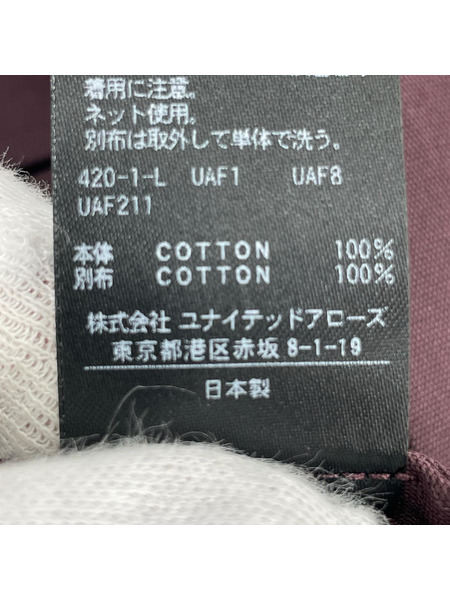 着用に注意。
ネット使用。
別布は取外して単体で洗う。
420-1-L UAF1 UAF8
UAF211
本体 COTTON 100%
別布 COTTON 100%
株式会社 ユナイテッドアローズ
東京都港区赤坂 8-1-19
日本製